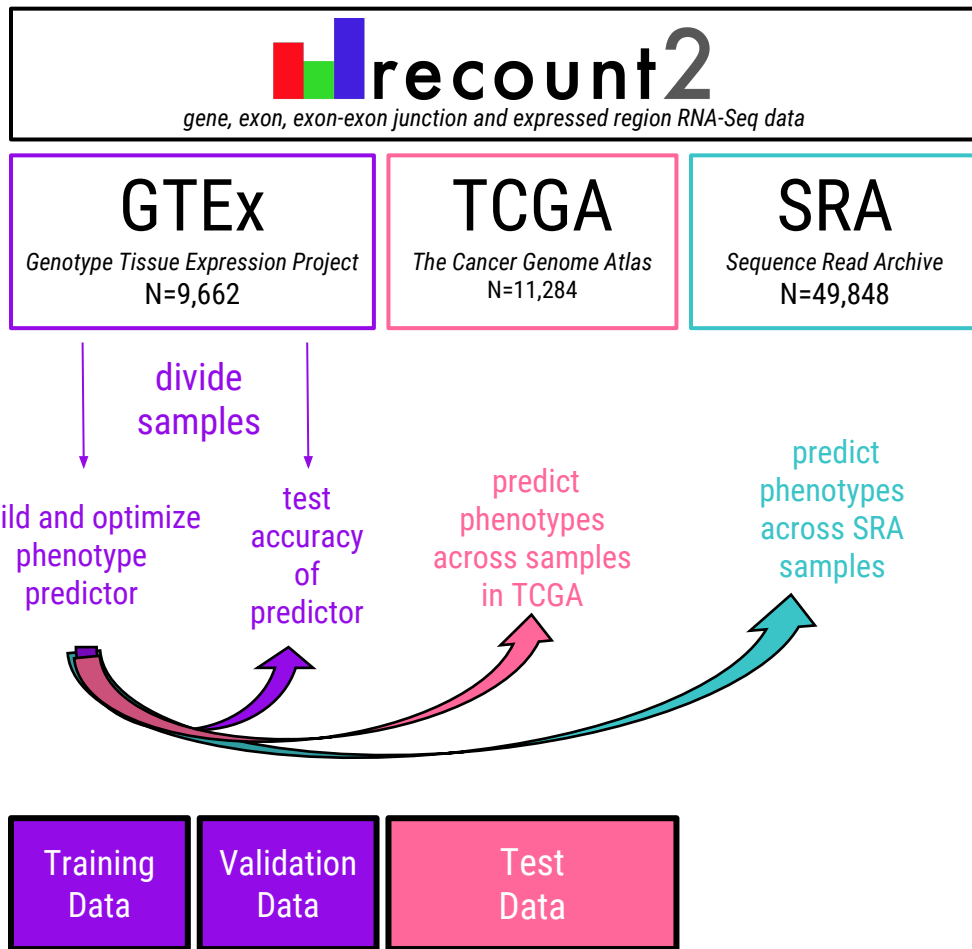 recount2
gene, exon, exon-exon junction and expressed region RNA-Seq data
GTEx
Genotype Tissue Expression Project
N=9,662
TCGA
The Cancer Genome Atlas
N=11,284
SRA
Sequence Read Archive
N=49,848
divide
samples
ild and optimize
phenotype
predictor
test
accuracy
of
predictor
predict
phenotypes
across samples
in TCGA
predict
phenotypes
across SRA
samples
Training
Data
Validation
Data
Test
Data